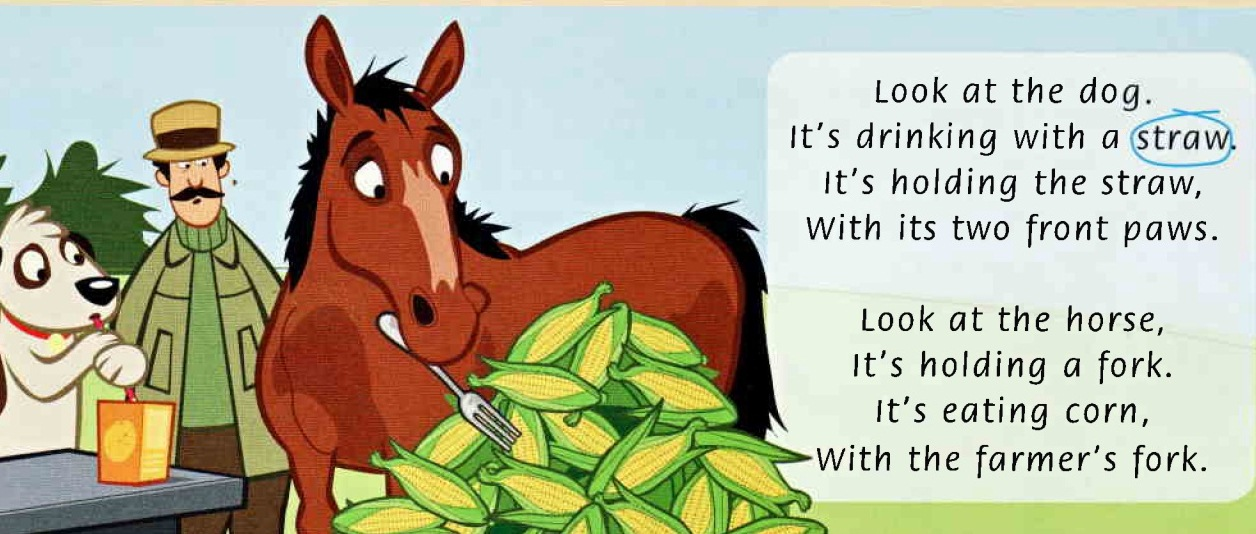 Look at the dog.
It's drinking with a straw.
It's holding the straw,
With its two front paws.
Look at the horse,
It's holding a fork.
It's eating corn,
With the farmer's fork.